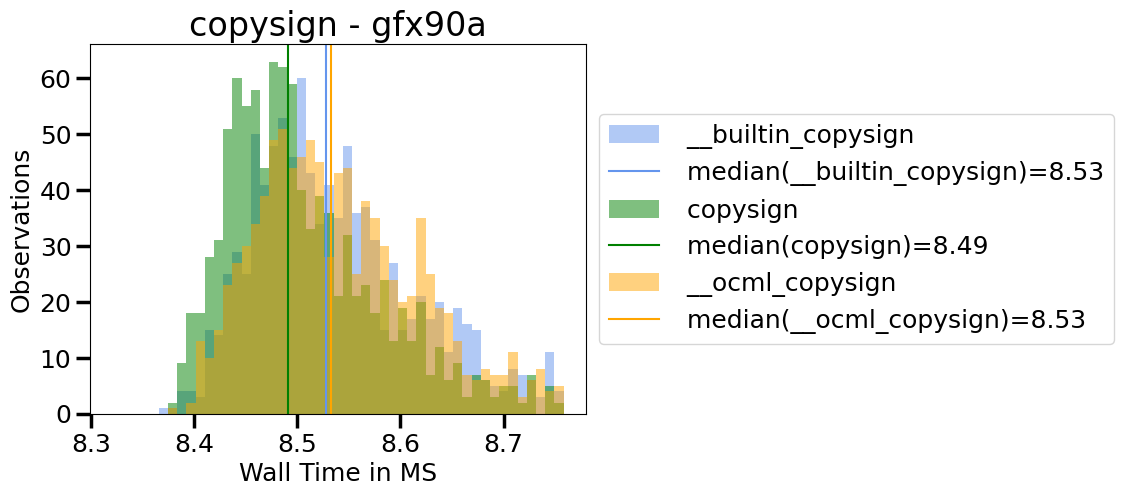 copysign - gfx90a
Observations
60
50
40
30
20
10
0
8.3 8.4 8.5 8.6 8.7
Wall Time in MS
__builtin_copysign
median(__builtin_copysign)=8.53
copysign
median(copysign)=8.49
__ocml_copysign
median(__ocml_copysign)=8.53